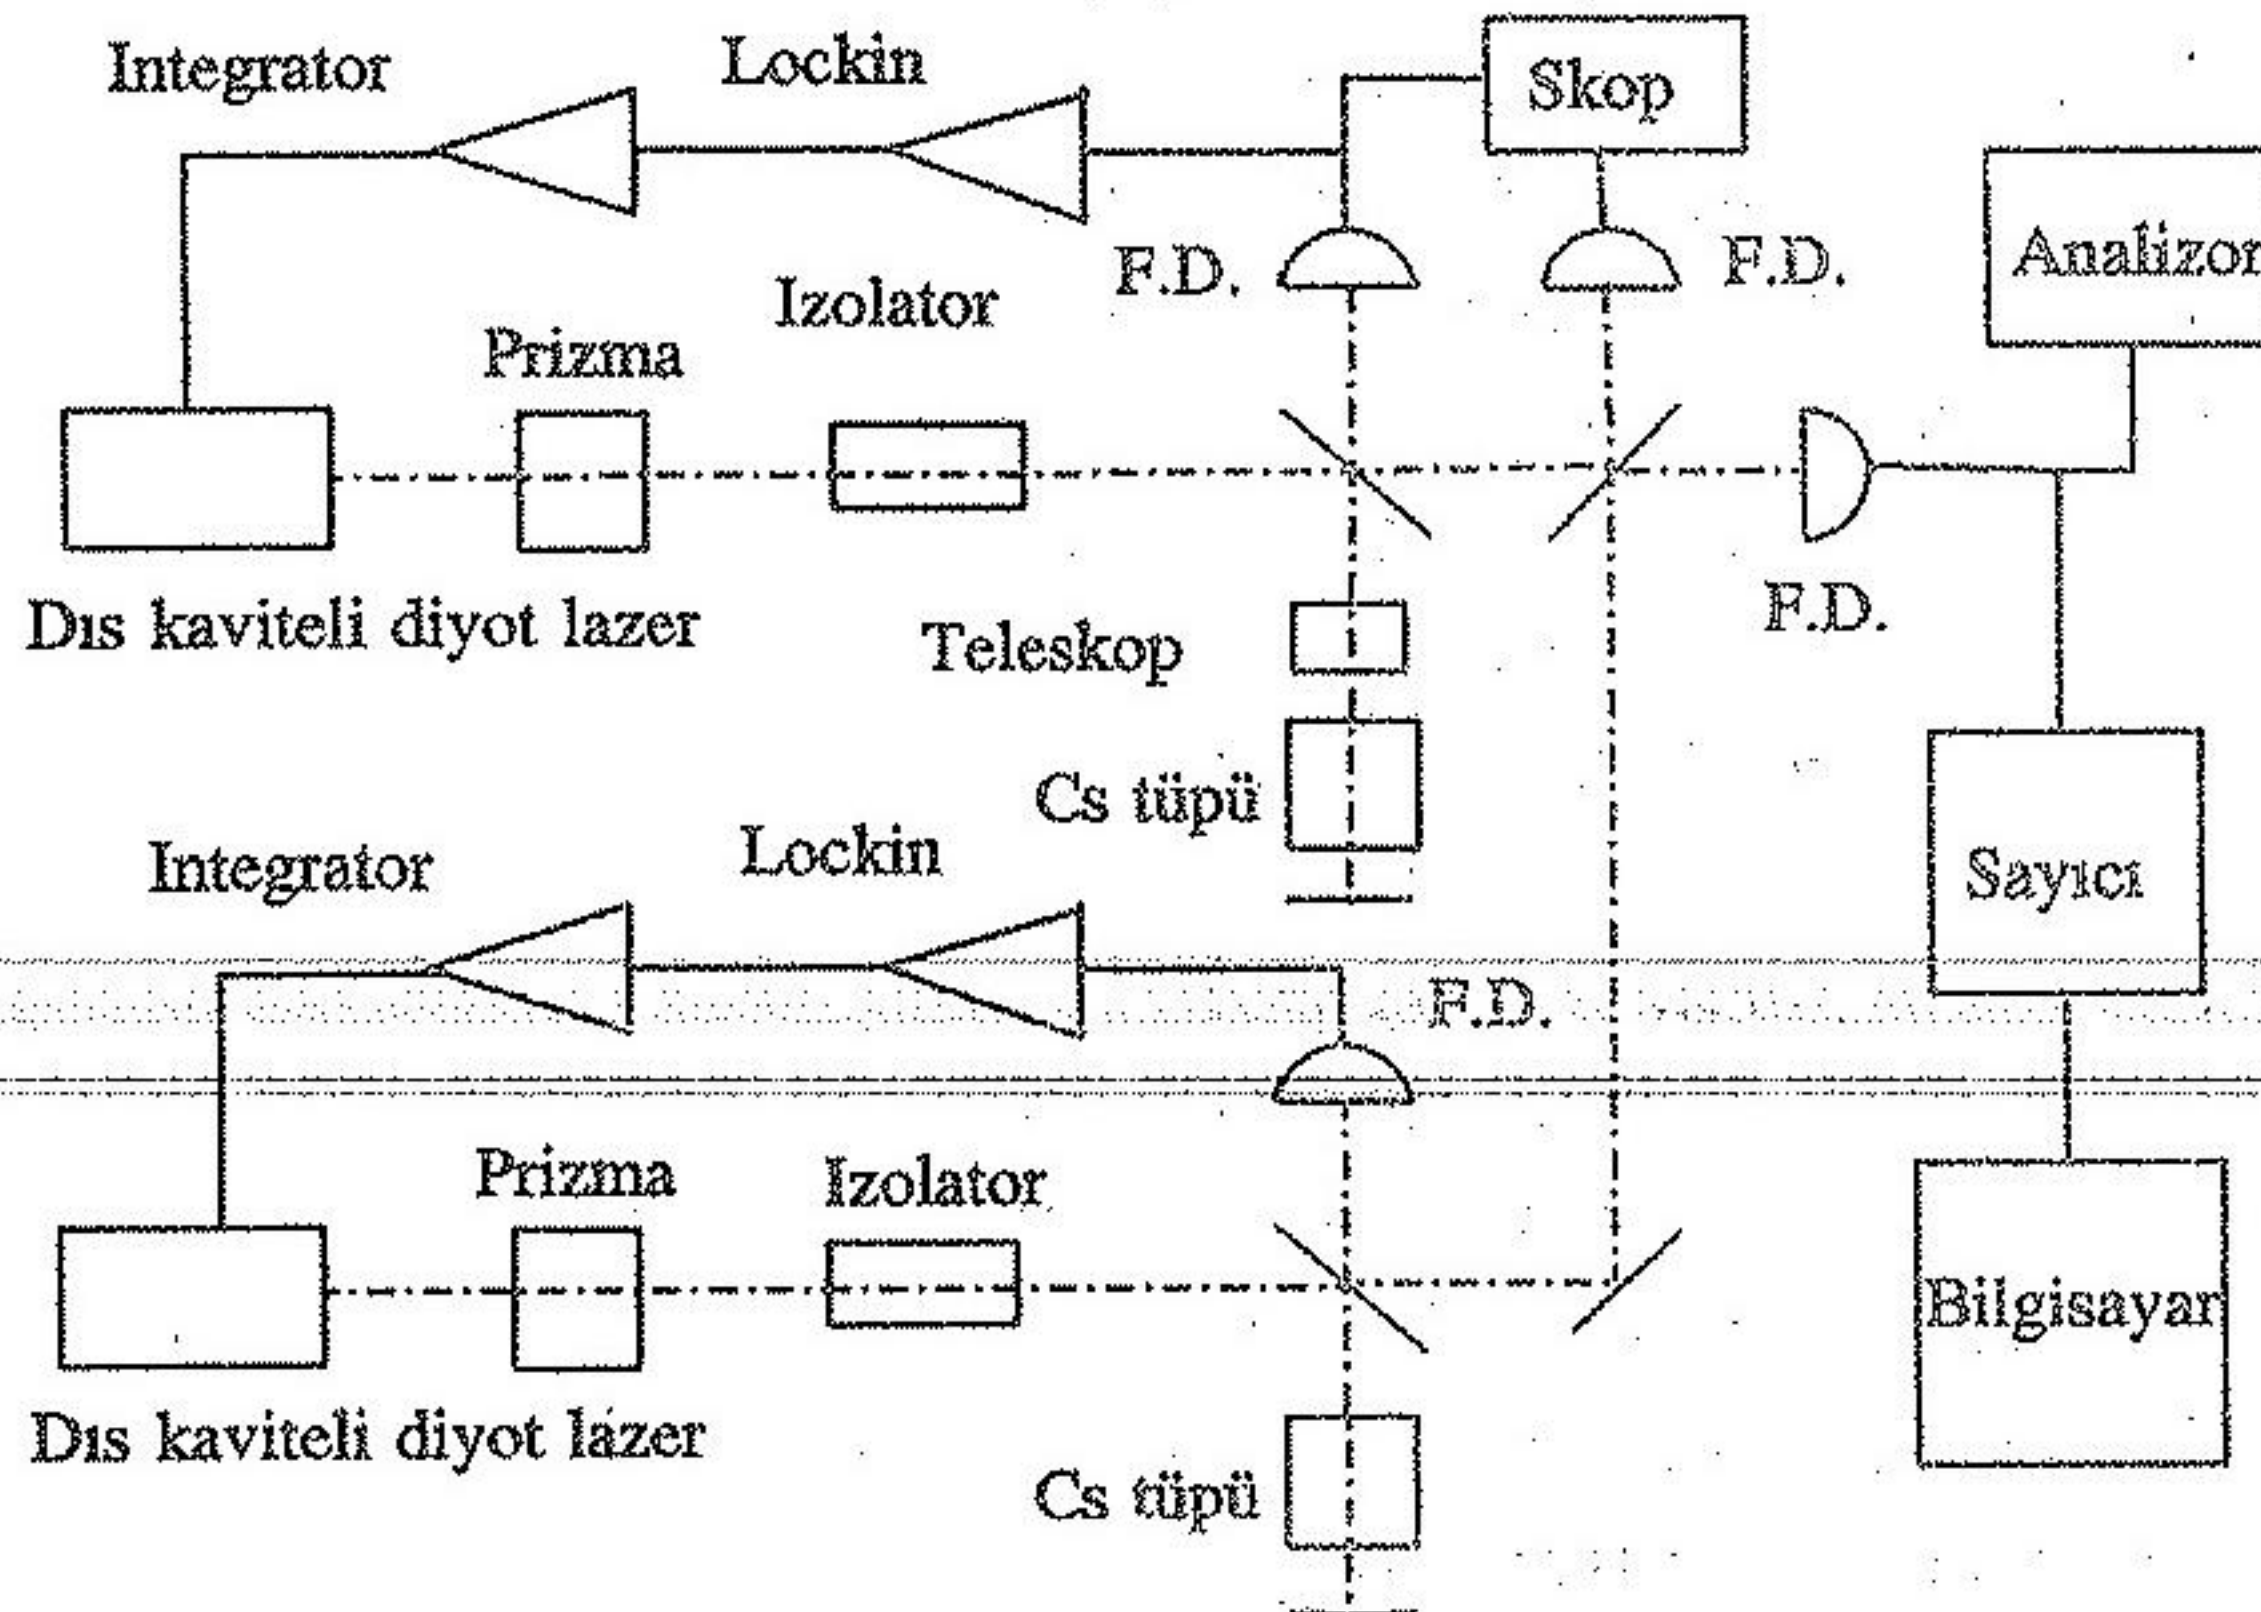 Integrator
Lockin
Skop
Analizor
F.D.
F.D.
Izolator
Prizma
Dıs kaviteli diyot lazer
F.D.
Teleskop
Cs tüpü
Integrator
Lockin
Sayıcı
F.D.
Prizma
Izolator
Bilgisayar
Dıs kaviteli diyot lazer
Cs tüpü